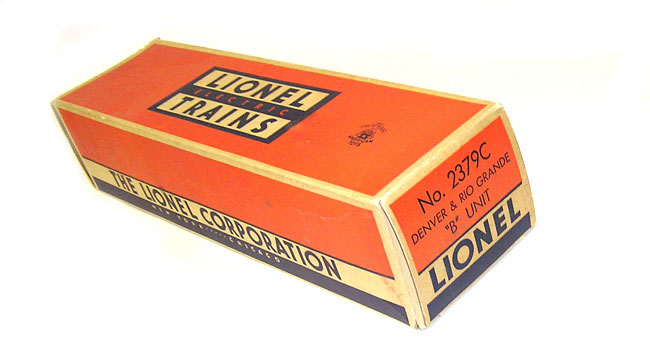 LIONEL
ELECTRIC
TRAINS
THE LIONEL CORPORATION
NEW YORK CHICAGO
No. 2379C
DENVER & RIO GRANDE
"B" UNIT
LIONEL